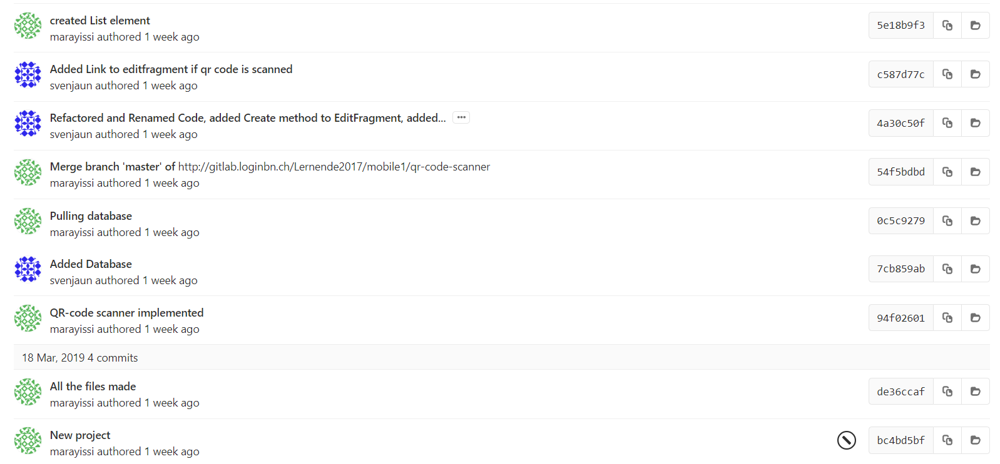 created List element
marayissi authored 1 week ago
5e18b9f3
Added Link to editfragment if qr code is scanned
svenjaun authored 1 week ago
c587d77c
Refactored and Renamed Code, added Create method to EditFragment, added...
svenjaun authored 1 week ago
4a30c50f
Merge branch 'master' of http://gitlab.loginbn.ch/Lernende2017/mobile1/qr-code-scanner
marayissi authored 1 week ago
54f5bdbd
Pulling database
marayissi authored 1 week ago
0c5c9279
Added Database
svenjaun authored 1 week ago
7cb859ab
QR-code scanner implemented
marayissi authored 1 week ago
94f02601
18 Mar, 2019 4 commits
All the files made
marayissi authored 1 week ago
de36ccaf
New project
marayissi authored 1 week ago
bc4bd5bf